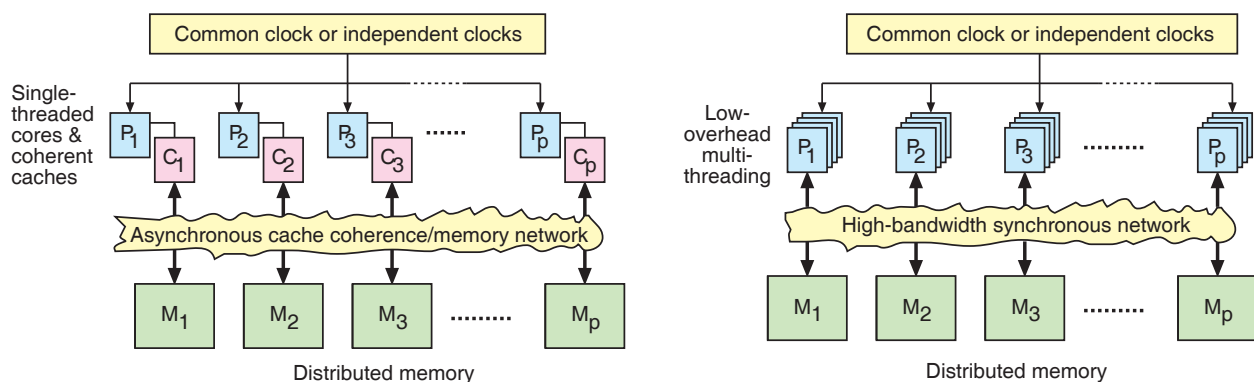 Common clock or independent clocks
Single-
threaded
cores &
coherent
caches
P1
P2
P3
Pp
C1
C2
C3
Cp
Asynchronous cache coherence/memory network
M1
M2
M3
Mp
Distributed memory
Common clock or independent clocks
Low-
overhead
multi-
threading
P1
P2
P3
Pp
High-bandwidth synchronous network
M1
M2
M3
Mp
Distributed memory